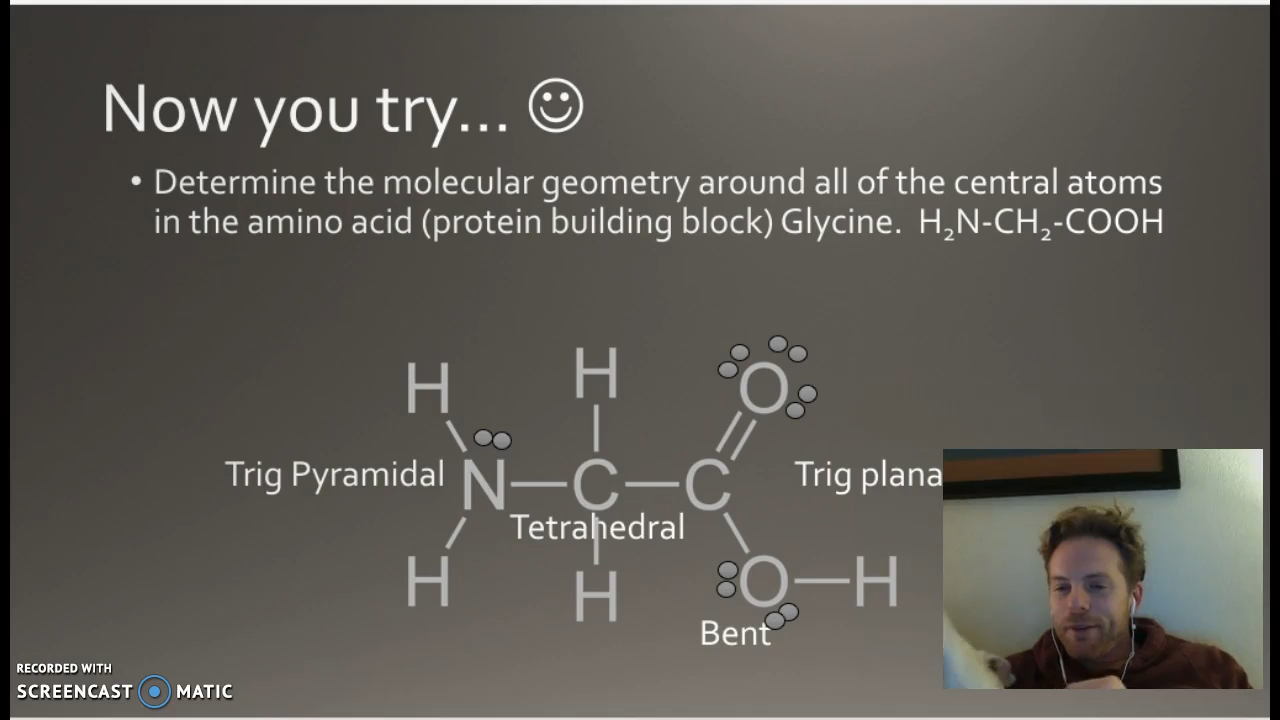 Now you try... ☺
• Determine the molecular geometry around all of the central atoms
in the amino acid (protein building block) Glycine. H₂N-CH₂-COOH
H H O
Trig Pyramidal N C C Trig plana
Tetrahedral
H H O H
Bent
RECORDED WITH
SCREENCAST MATIC